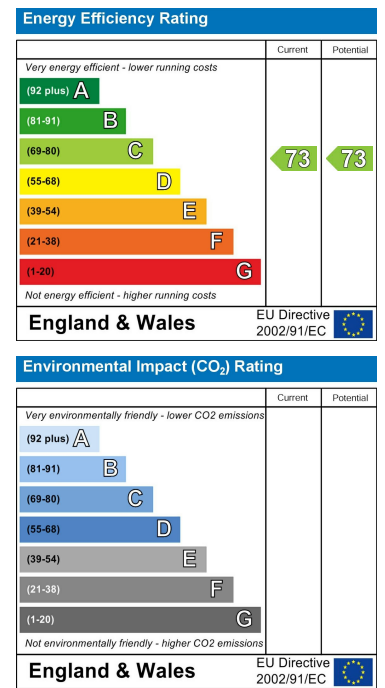 Energy Efficiency Rating
Current Potential
Very energy efficient - lower running costs
(92 plus) A
(81-91) B
(69-80) C
73 73
(55-68) D
(39-54) E
(21-38) F
(1-20) G
Not energy efficient - higher running costs
England & Wales
EU Directive
2002/91/EC
Environmental Impact (CO₂) Rating
Current Potential
Very environmentally friendly - lower CO2 emissions
(92 plus) A
(81-91) B
(69-80) C
(55-68) D
(39-54) E
(21-38) F
(1-20) G
Not environmentally friendly - higher CO2 emissions
England & Wales
EU Directive
2002/91/EC